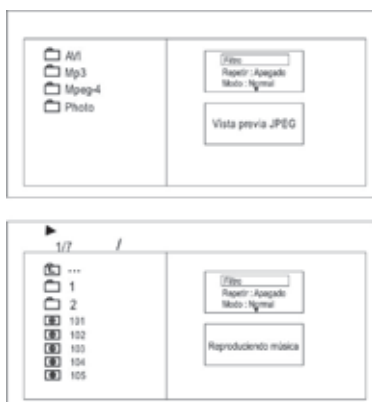 AVI
Mp3
Mpeg-4
Photo
Filtro
Repetir : Apagado
Modo : Normal
Vista previa JPEG
1/7 /
...
1
2
101
102
103
104
105
Filtro
Repetir : Apagado
Modo : Normal
Reproduciendo música